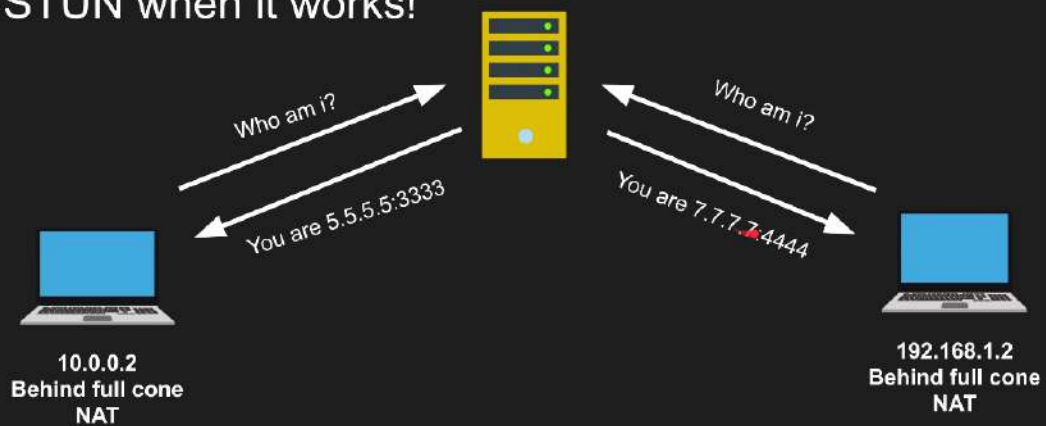 STUN when it works!
Who am i?
You are 5.5.5.5:3333
Who am i?
You are 7.7.7.7:4444
10.0.0.2
Behind full cone
NAT
192.168.1.2
Behind full cone
NAT